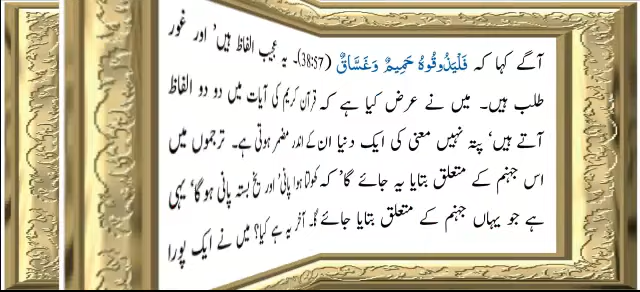 آگے کہا کہ فَلْيَذُوقُوهُ حَمِيمٌ وَغَسَّاقٌ (38:57)۔ یہ عجیب الفاظ ہیں‘ اور غور
طلب ہیں۔ میں نے عرض کیا ہے کہ قرآن کریم کی آیات میں دو دو الفاظ
آتے ہیں‘ پتہ نہیں معنی کی ایک دنیا ان کے اندر مضمر ہوتی ہے۔ ترجموں میں
اس جہنم کے متعلق بتایا یہ جائے گا‘ کہ کھولتا ہوا پانی‘ اور یخ بستہ پانی ہو گا‘ یہی
ہے جو یہاں جہنم کے متعلق بتایا جائے گا۔ آخر یہ ہے کیا؟ میں نے ایک پورا